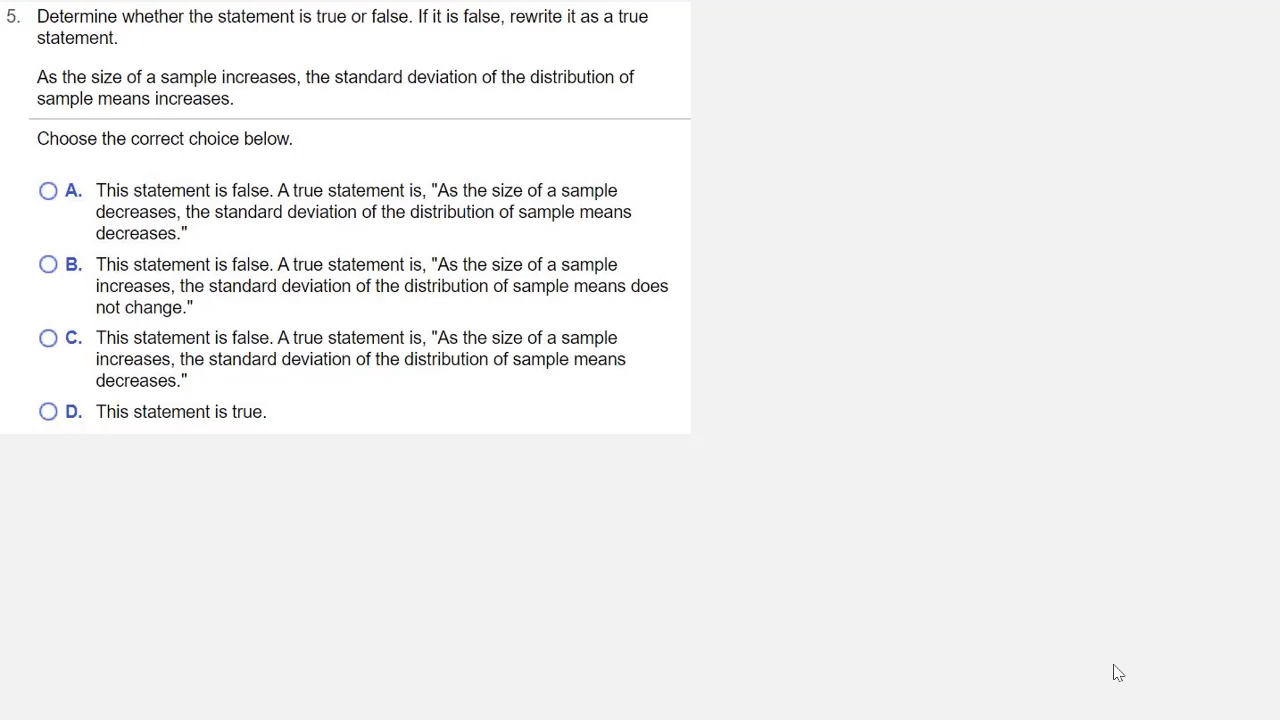 5. Determine whether the statement is true or false. If it is false, rewrite it as a true
statement.
As the size of a sample increases, the standard deviation of the distribution of
sample means increases.
Choose the correct choice below.
A. This statement is false. A true statement is, "As the size of a sample
decreases, the standard deviation of the distribution of sample means
decreases."
B. This statement is false. A true statement is, "As the size of a sample
increases, the standard deviation of the distribution of sample means does
not change."
C. This statement is false. A true statement is, "As the size of a sample
increases, the standard deviation of the distribution of sample means
decreases."
D. This statement is true.